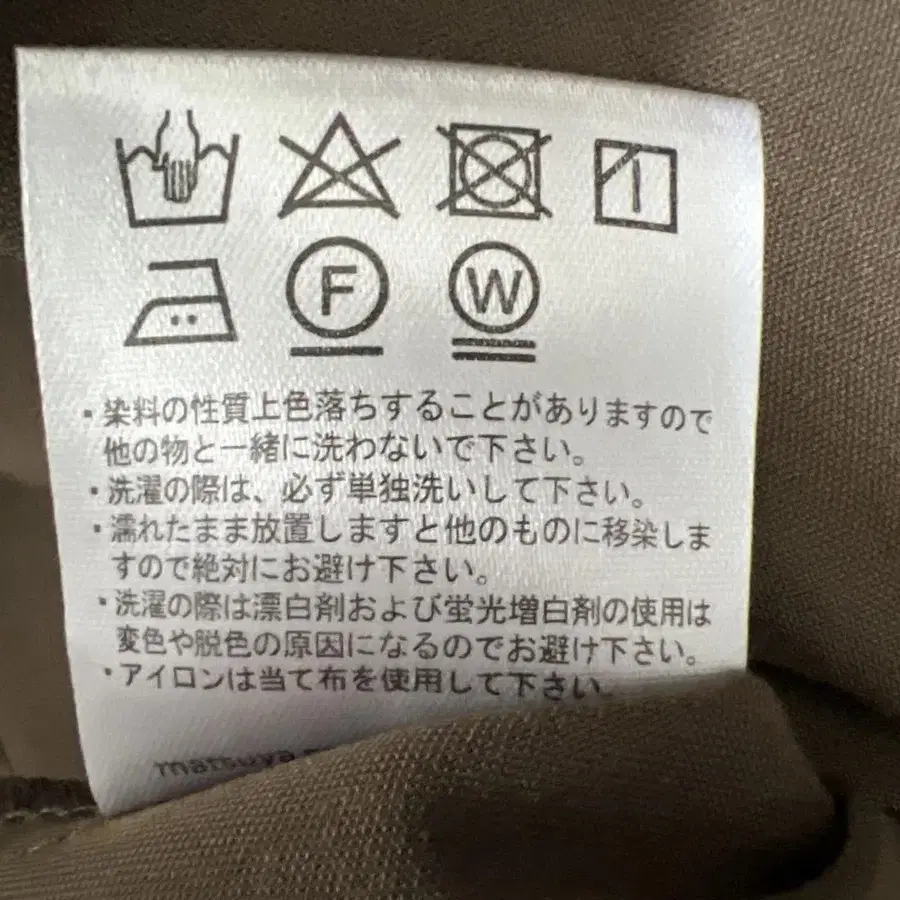 F
W
・染料の性質上色落ちすることがありますので
他の物と一緒に洗わないで下さい。
・洗濯の際は、必ず単独洗いして下さい。
・濡れたまま放置しますと他のものに移染しま
すので絶対にお避け下さい。
・洗濯の際は漂白剤および蛍光増白剤の使用は
変色や脱色の原因になるのでお避け下さい。
・アイロンは当て布を使用して下さい。
matsuya